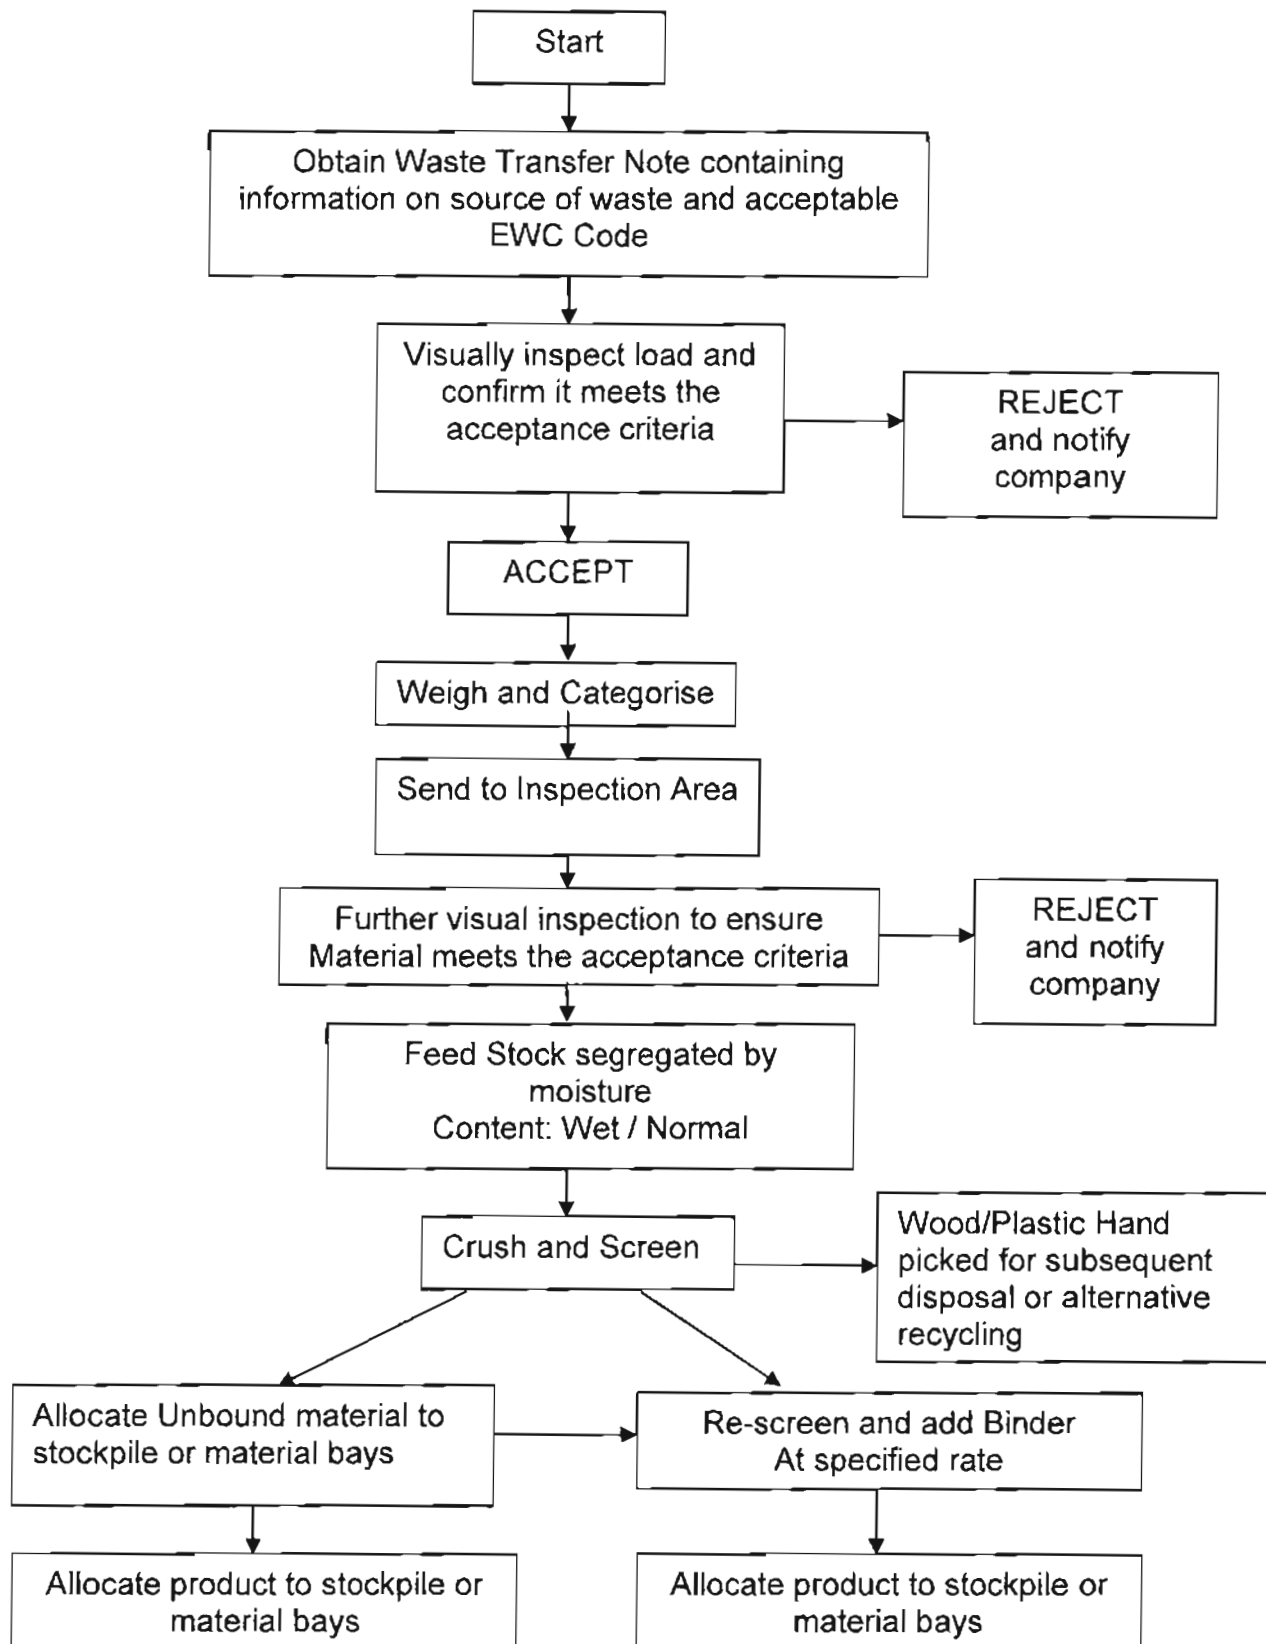 Start
Obtain Waste Transfer Note containing
information on source of waste and acceptable
EWC Code
Visually inspect load and
confirm it meets the
acceptance criteria
REJECT
and notify
company
ACCEPT
Weigh and Categorise
Send to Inspection Area
Further visual inspection to ensure
Material meets the acceptance criteria
REJECT
and notify
company
Feed Stock segregated by
moisture
Content: Wet / Normal
Crush and Screen
Wood/Plastic Hand
picked for subsequent
disposal or alternative
recycling
Allocate Unbound material to
stockpile or material bays
Re-screen and add Binder
At specified rate
Allocate product to stockpile or
material bays
Allocate product to stockpile or
material bays